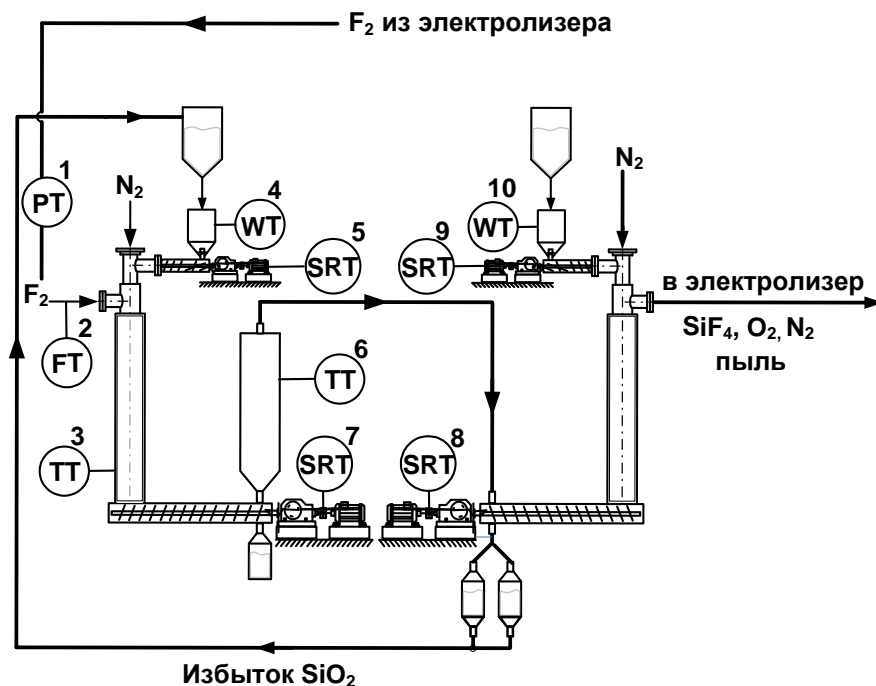 F₂ из электролизера
1
PT
N₂
4
WT
5
SRT
F₂
2
FT
3
TT
6
TT
7
SRT
8
SRT
9
SRT
10
WT
N₂
в электролизер
SiF₄, O₂, N₂
пыль
Избыток SiO₂